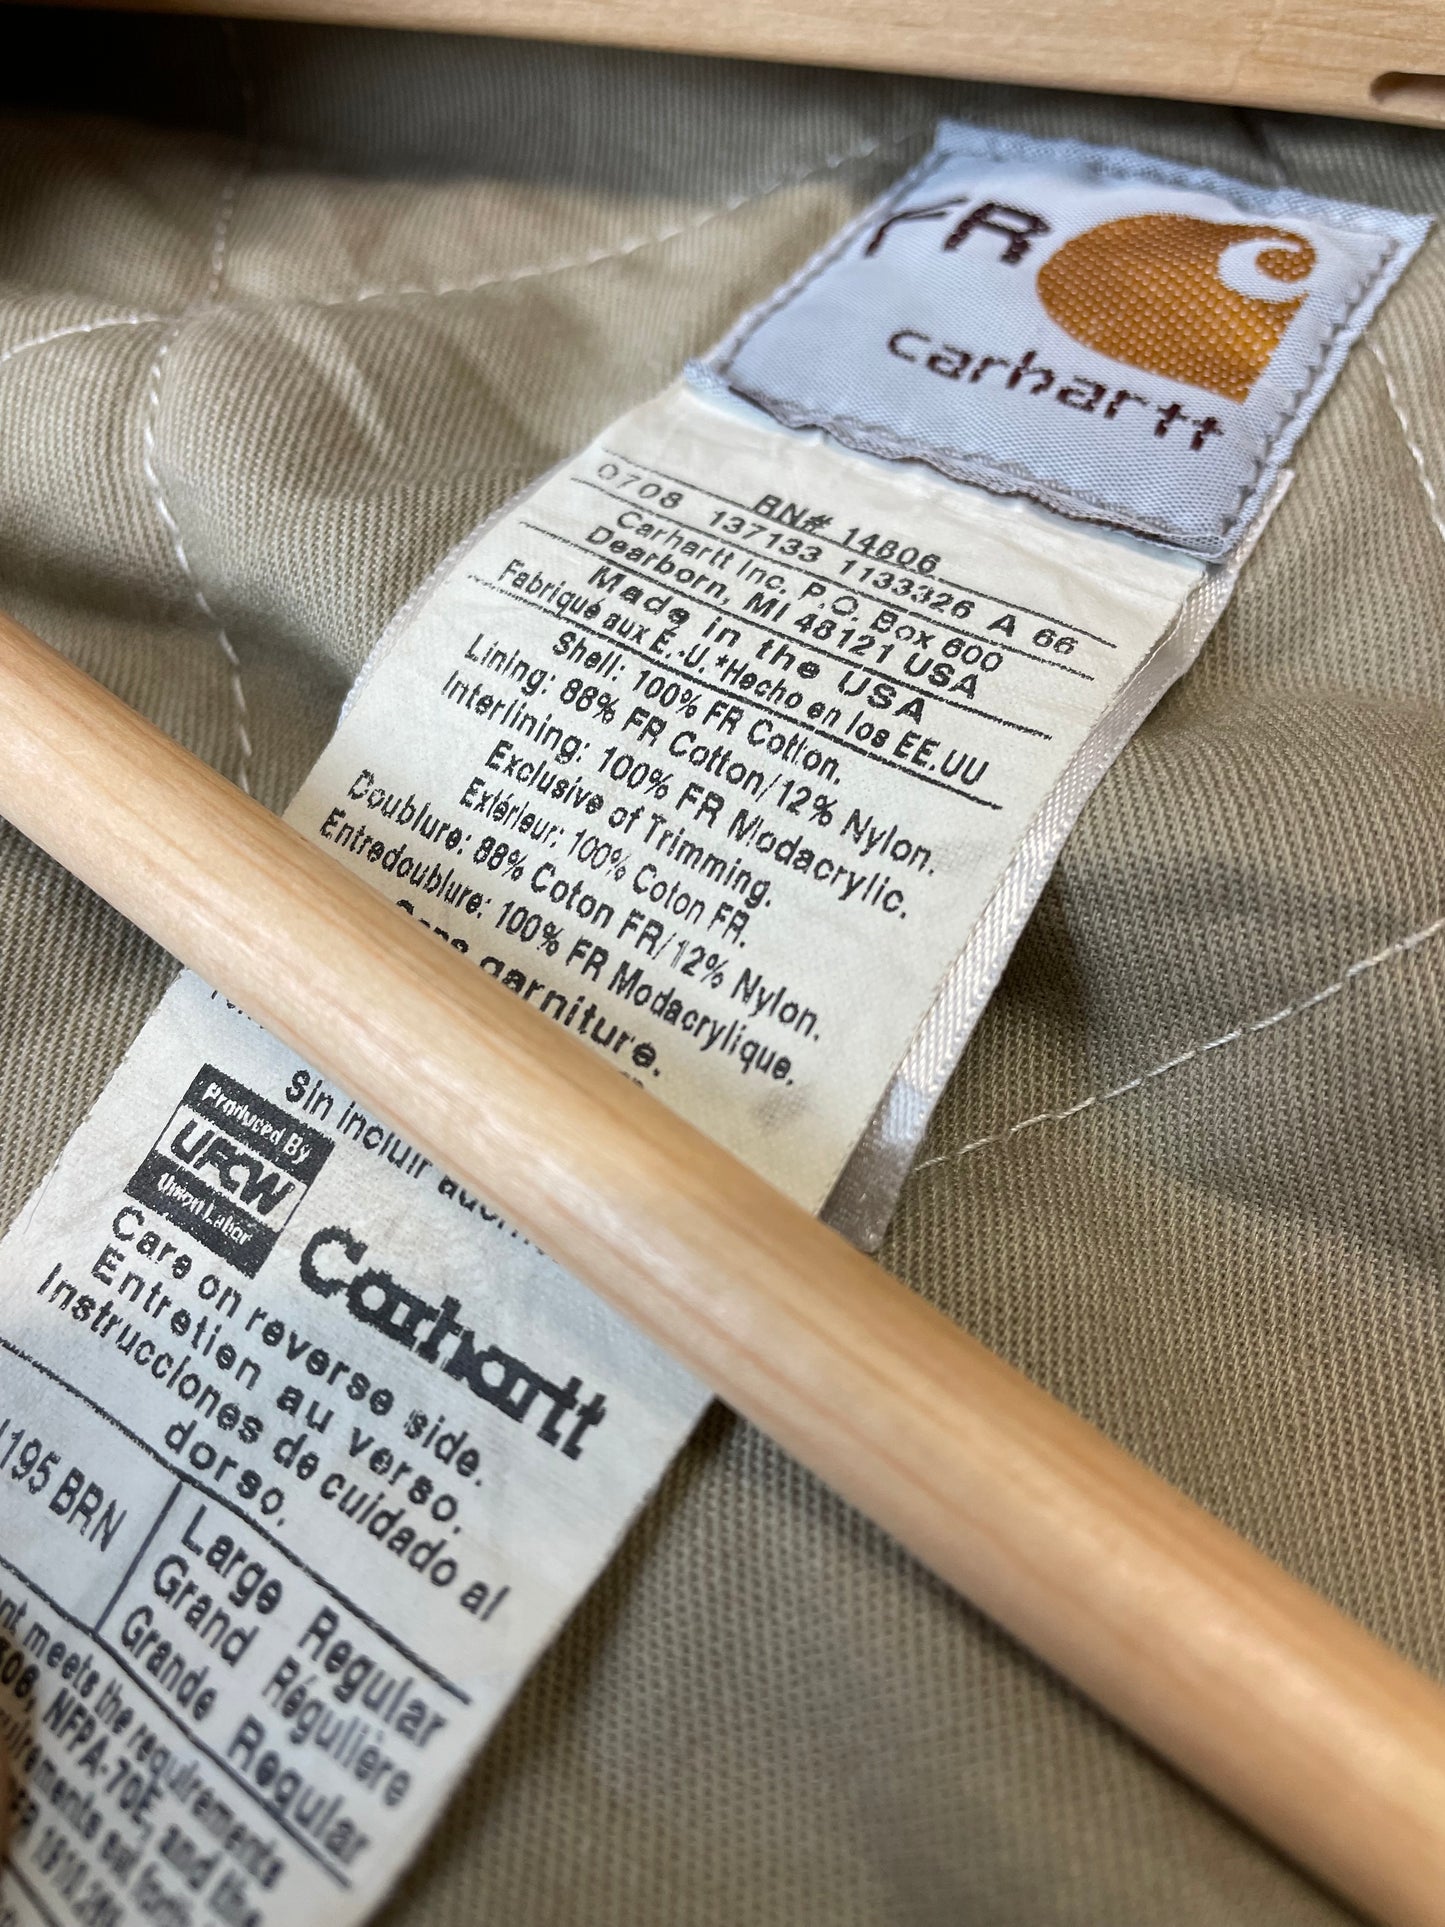 FR
carhartt
RN# 14806
0708 137133 1133326 A 66
Carhartt Inc. P.O. Box 600
Dearborn, MI 48121 USA
Made in the USA
Fabriqué aux É.-U. *Hecho en los EE.UU
Shell: 100% FR Cotton.
Lining: 88% FR Cotton/12% Nylon.
Interlining: 100% FR Modacrylic.
Exclusive of Trimming.
Extérieur: 100% Coton FR.
Doublure: 88% Coton FR/12% Nylon.
Entredoublure: 100% FR Modacrylique.
Sans garniture.
Sin incluir
Produced By
UFCW
Union Labor
Carhartt
Care on reverse side.
Entretien au verso.
Instrucciones de cuidado al
dorso.
195 BRN
Large Regular
Grand Régulière
Grande Regular
meets the requirements
NFPA-70E, and the